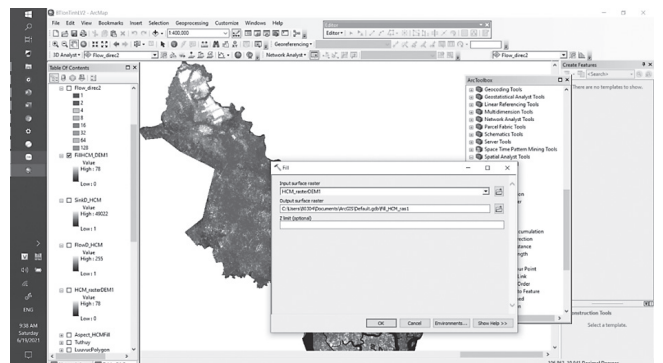 - ArcMap
File Edit View Bookmarks Insert Selection Geoprocessing Customize Windows Help
1:400,000
Editor
Editor
Georeferencing
3D Analyst Flow_direc2
Network Analyst
Flow_direc2
Table Of Contents
Flow_direc2
1
2
4
8
16
32
64
128
FillHCM_DEM1
Value
High : 78
Low : 0
SinkD_HCM
Value
High : 49022
Low : 1
FlowD_HCM
Value
High : 255
Low : 1
HCM_rasterDEM1
Value
High : 78
Low : 0
Aspect_HCMFill
Tuthuy
LuuvucPolygon
ArcToolbox
Geocoding Tools
Geostatistical Analyst Tools
Linear Referencing Tools
Multidimension Tools
Network Analyst Tools
Parcel Fabric Tools
Schematics Tools
Server Tools
Space Time Pattern Mining Tools
Spatial Analyst Tools
Fill
Input surface raster
HCM_rasterDEM1
Output surface raster
Z limit (optional)
OK Cancel Environments... Show Help >>
Create Features
<Search>
There are no templates to show.
Construction Tools
Select a template.
ENG
9:38 AM
Saturday
6/19/2021